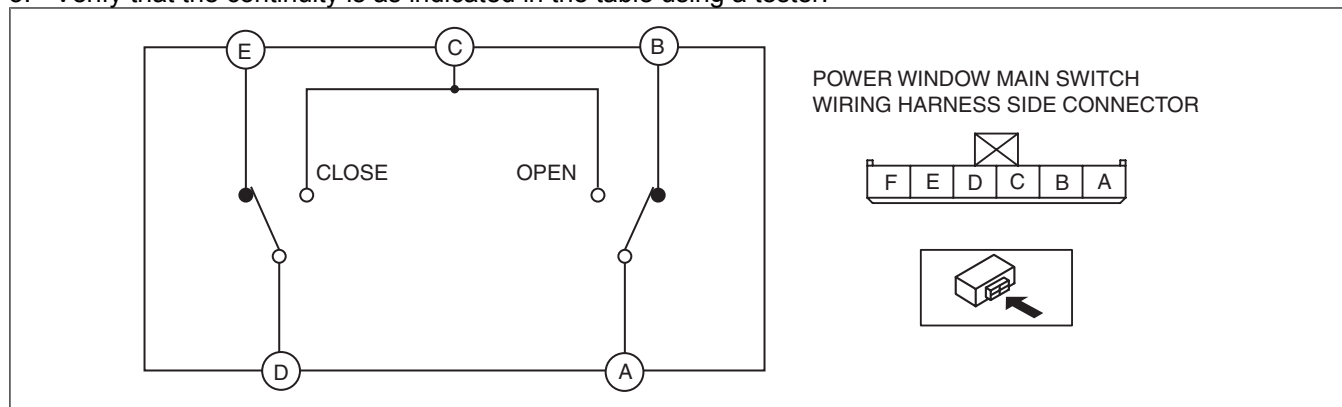 Verify that the continuity is as indicated in the table using a tester.
E C B
POWER WINDOW MAIN SWITCH
WIRING HARNESS SIDE CONNECTOR
CLOSE OPEN
F E D C B A
D A